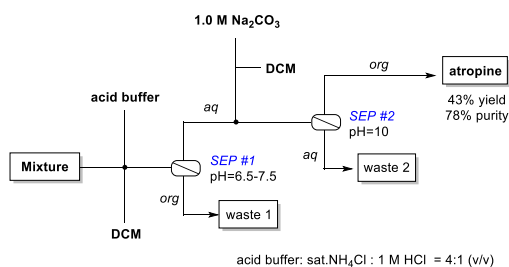 1.0 M Na₂CO₃
DCM
org
atropine
43% yield
78% purity
acid buffer
aq
SEP #2
pH=10
aq
waste 2
Mixture
SEP #1
pH=6.5-7.5
org
waste 1
DCM
acid buffer: sat.NH₄Cl : 1 M HCl = 4:1 (v/v)